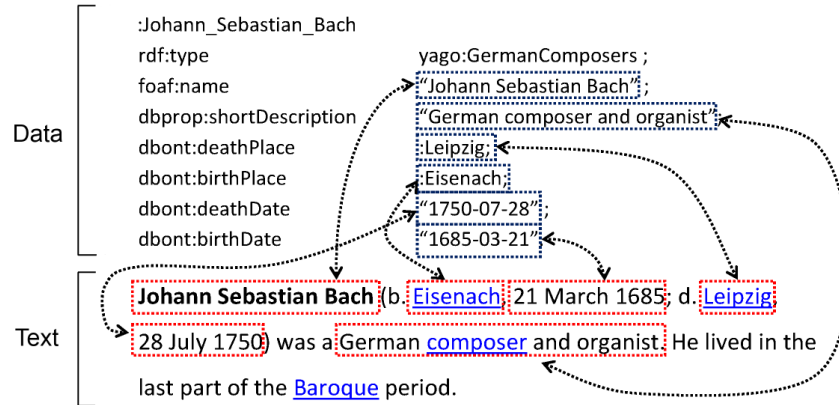 :Johann_Sebastian_Bach
rdf:type yago:GermanComposers ;
foaf:name “Johann Sebastian Bach” ;
dbprop:shortDescription “German composer and organist”
Data
dbont:deathPlace :Leipzig;
dbont:birthPlace :Eisenach;
dbont:deathDate “1750-07-28” ;
dbont:birthDate “1685-03-21”
Johann Sebastian Bach (b. Eisenach, 21 March 1685; d. Leipzig,
Text
28 July 1750) was a German composer and organist. He lived in the
last part of the Baroque period.